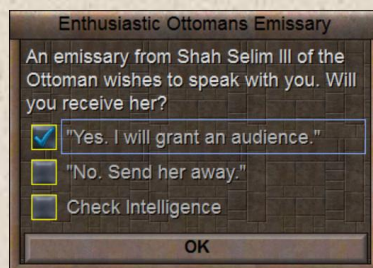 Enthusiastic Ottomans Emissary
An emissary from Shah Selim III of the
Ottoman wishes to speak with you. Will
you receive her?
"Yes. I will grant an audience."
"No. Send her away."
Check Intelligence
OK